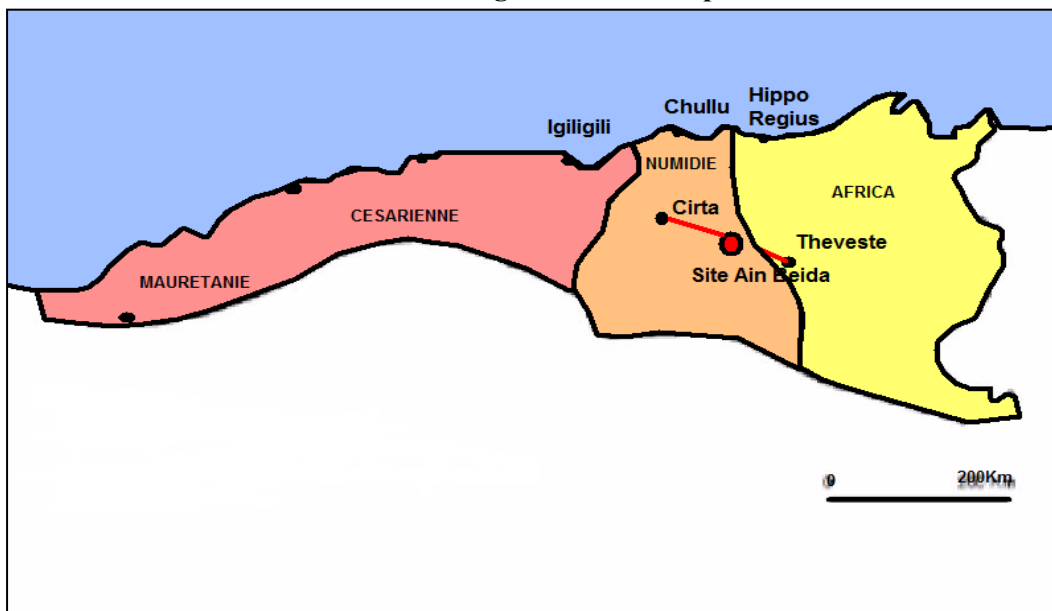 Hippo
Regius
Chullu
Igiligili
NUMIDIE
AFRICA
CESARIENNE
Cirta
Theveste
Site Ain Beida
MAURETANIE
0
200Km